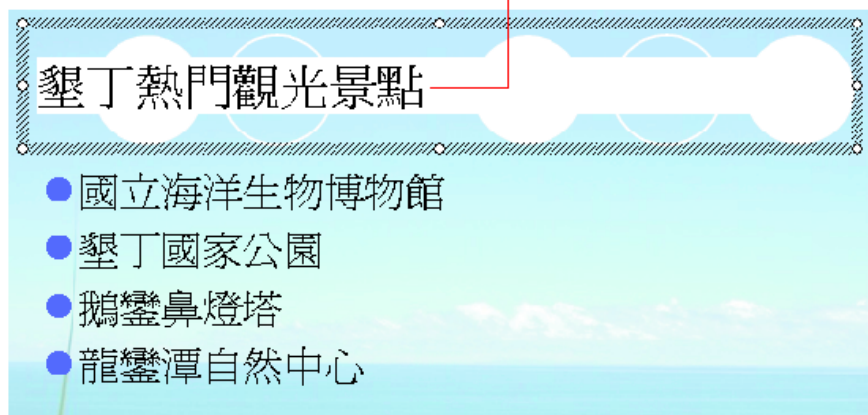 墾丁熱門觀光景點
國立海洋生物博物館
墾丁國家公園
鵝鑾鼻燈塔
龍鑾潭自然中心